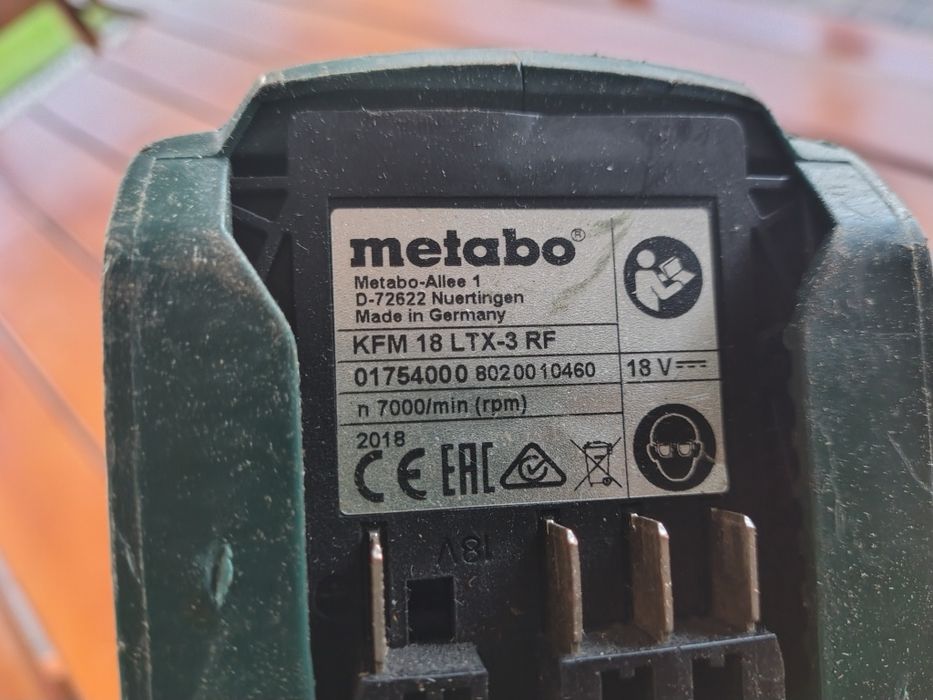 metabo®
Metabo-Allee 1
D-72622 Nuertingen
Made in Germany
KFM 18 LTX-3 RF
01754000 8020010460
18 V
n 7000/min (rpm)
2018
CE EAC
18V